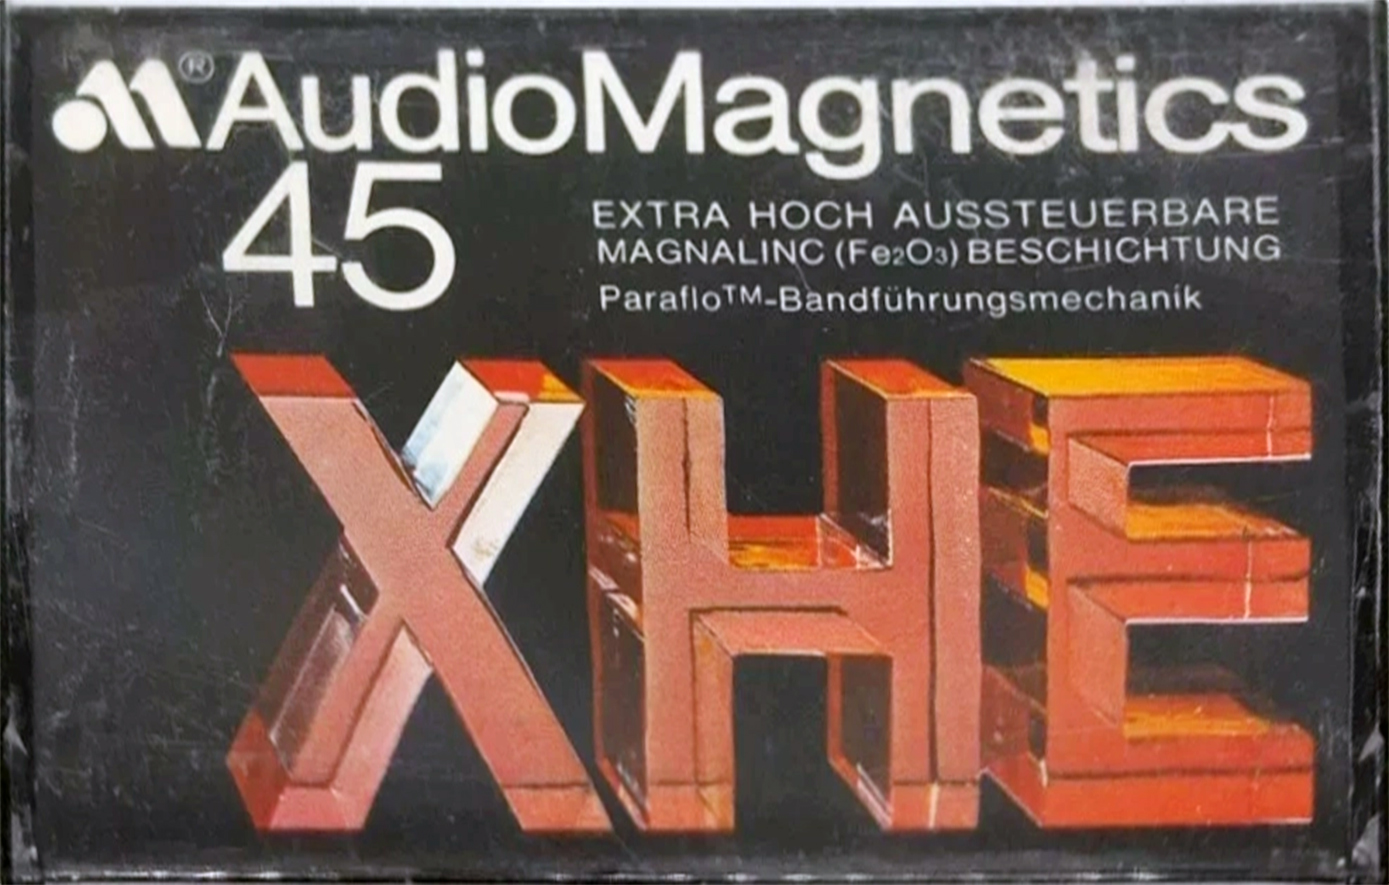 ® AudioMagnetics
45
EXTRA HOCH AUSSTEUERBARE
MAGNALINC (Fe₂O₃) BESCHICHTUNG
Paraflo™-Bandführungsmechanik
XHE